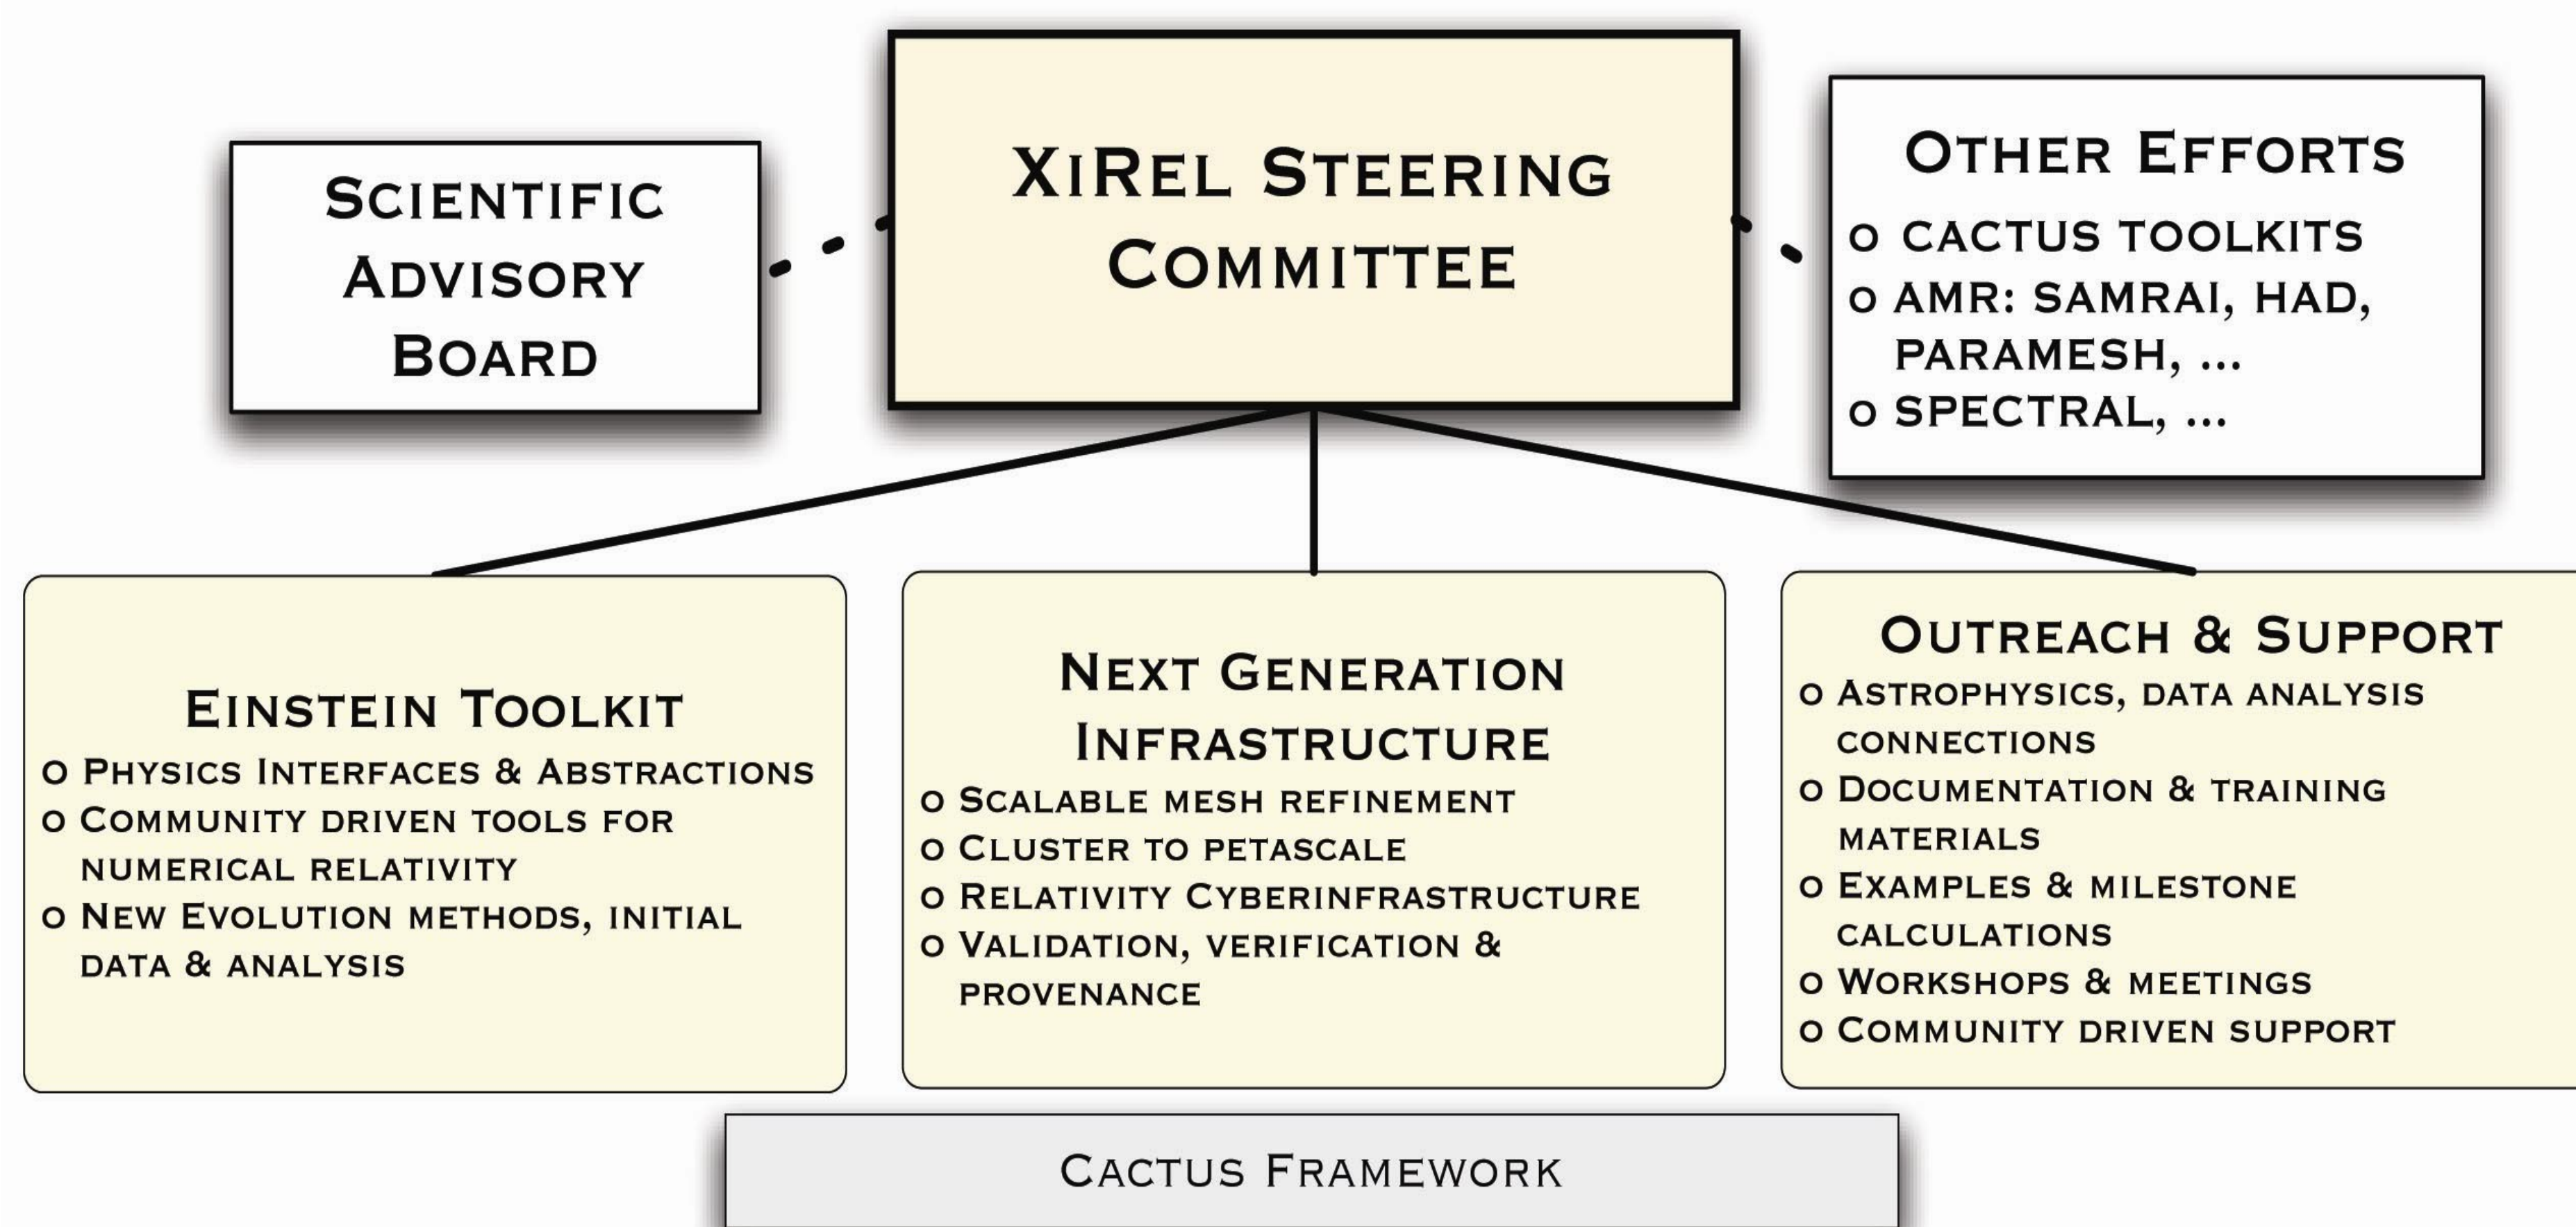 Scientific
Advisory
Board
XiRel Steering
Committee
Other Efforts
o cactus toolkits
o AMR: SAMRAI, HAD,
PARAMESH, ...
o spectral, ...
Einstein Toolkit
o Physics Interfaces & Abstractions
o Community driven tools for
numerical relativity
o New Evolution methods, initial
data & analysis
Next Generation
Infrastructure
o Scalable mesh refinement
o Cluster to petascale
o Relativity Cyberinfrastructure
o Validation, verification &
provenance
Outreach & Support
o Astrophysics, data analysis
connections
o Documentation & training
materials
o Examples & milestone
calculations
o Workshops & meetings
o Community driven support
Cactus Framework